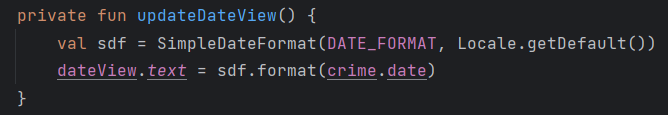 private fun updateDateView() {
    val sdf = SimpleDateFormat(DATE_FORMAT, Locale.getDefault())
    dateView.text = sdf.format(crime.date)
}